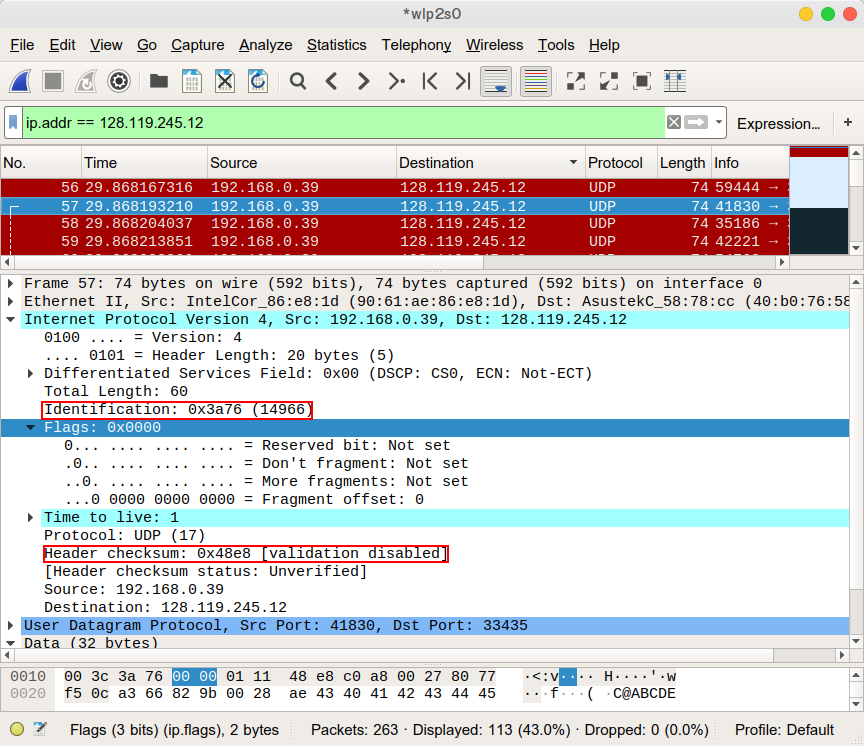 *wlp2s0
File Edit View Go Capture Analyze Statistics Telephony Wireless Tools Help
ip.addr == 128.119.245.12 Expression... +
No. Time Source Destination Protocol Length Info
56 29.868167316 192.168.0.39 128.119.245.12 UDP 74 59444 →
57 29.868193210 192.168.0.39 128.119.245.12 UDP 74 41830 →
58 29.868204037 192.168.0.39 128.119.245.12 UDP 74 35186 →
59 29.868213851 192.168.0.39 128.119.245.12 UDP 74 42221 →
Frame 57: 74 bytes on wire (592 bits), 74 bytes captured (592 bits) on interface 0
Ethernet II, Src: IntelCor_86:e8:1d (90:61:ae:86:e8:1d), Dst: AsustekC_58:78:cc (40:b0:76:58
Internet Protocol Version 4, Src: 192.168.0.39, Dst: 128.119.245.12
0100 .... = Version: 4
.... 0101 = Header Length: 20 bytes (5)
Differentiated Services Field: 0x00 (DSCP: CS0, ECN: Not-ECT)
Total Length: 60
Identification: 0x3a76 (14966)
Flags: 0x0000
0... .... .... .... = Reserved bit: Not set
.0.. .... .... .... = Don't fragment: Not set
..0. .... .... .... = More fragments: Not set
...0 0000 0000 0000 = Fragment offset: 0
Time to live: 1
Protocol: UDP (17)
Header checksum: 0x48e8 [validation disabled]
[Header checksum status: Unverified]
Source: 192.168.0.39
Destination: 128.119.245.12
User Datagram Protocol, Src Port: 41830, Dst Port: 33435
Data (32 bytes)
0010 00 3c 3a 76 00 00 01 11 48 e8 c0 a8 00 27 80 77 ·<:v···· H····'·w
0020 f5 0c a3 66 82 9b 00 28 ae 43 40 41 42 43 44 45 ···f···( ·C@ABCDE
Flags (3 bits) (ip.flags), 2 bytes Packets: 263 · Displayed: 113 (43.0%) · Dropped: 0 (0.0%) Profile: Default